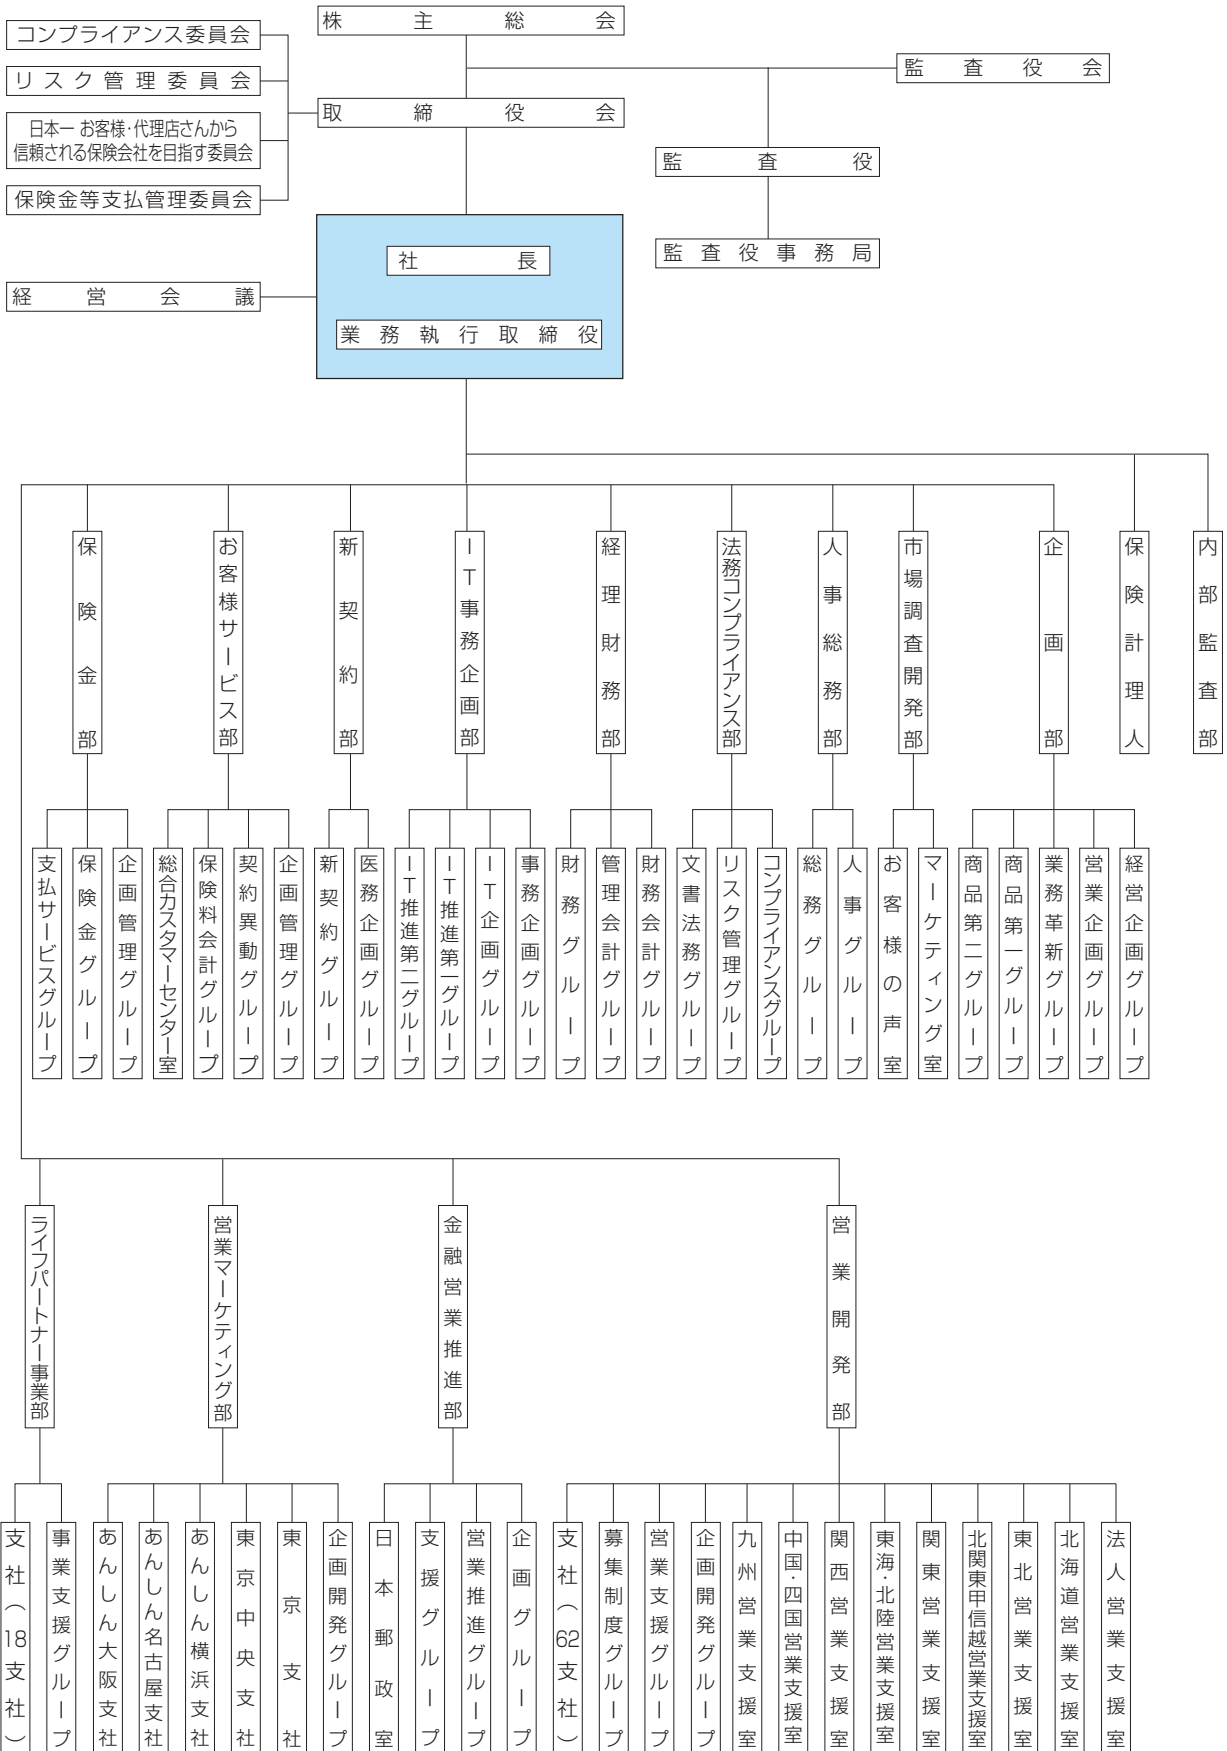 株主総会
コンプライアンス委員会
リスク管理委員会
日本一 お客様・代理店さんから
信頼される保険会社を目指す委員会
保険金等支払管理委員会
取締役会
監査役会
監査役
監査役事務局
社長
業務執行取締役
経営会議
保険金部
お客様サービス部
新契約部
IT事務企画部
経理財務部
法務コンプライアンス部
人事総務部
市場調査開発部
企画部
保険計理人
内部監査部
支払サービスグループ
保険金グループ
企画管理グループ
総合カスタマーセンター室
保険料会計グループ
契約異動グループ
企画管理グループ
新契約グループ
医務企画グループ
IT推進第二グループ
IT推進第一グループ
IT企画グループ
事務企画グループ
財務グループ
管理会計グループ
財務会計グループ
文書法務グループ
リスク管理グループ
コンプライアンスグループ
総務グループ
人事グループ
お客様の声室
マーケティング室
商品第二グループ
商品第一グループ
業務革新グループ
営業企画グループ
経営企画グループ
ライフパートナー事業部
営業マーケティング部
金融営業推進部
営業開発部
支社(18支社)
事業支援グループ
あんしん大阪支社
あんしん名古屋支社
あんしん横浜支社
東京中央支社
東京支社
企画開発グループ
日本郵政室
支援グループ
営業推進グループ
企画グループ
支社(62支社)
募集制度グループ
営業支援グループ
企画開発グループ
九州営業支援室
中国・四国営業支援室
関西営業支援室
東海・北陸営業支援室
関東営業支援室
北関東甲信越営業支援室
東北営業支援室
北海道営業支援室
法人営業支援室